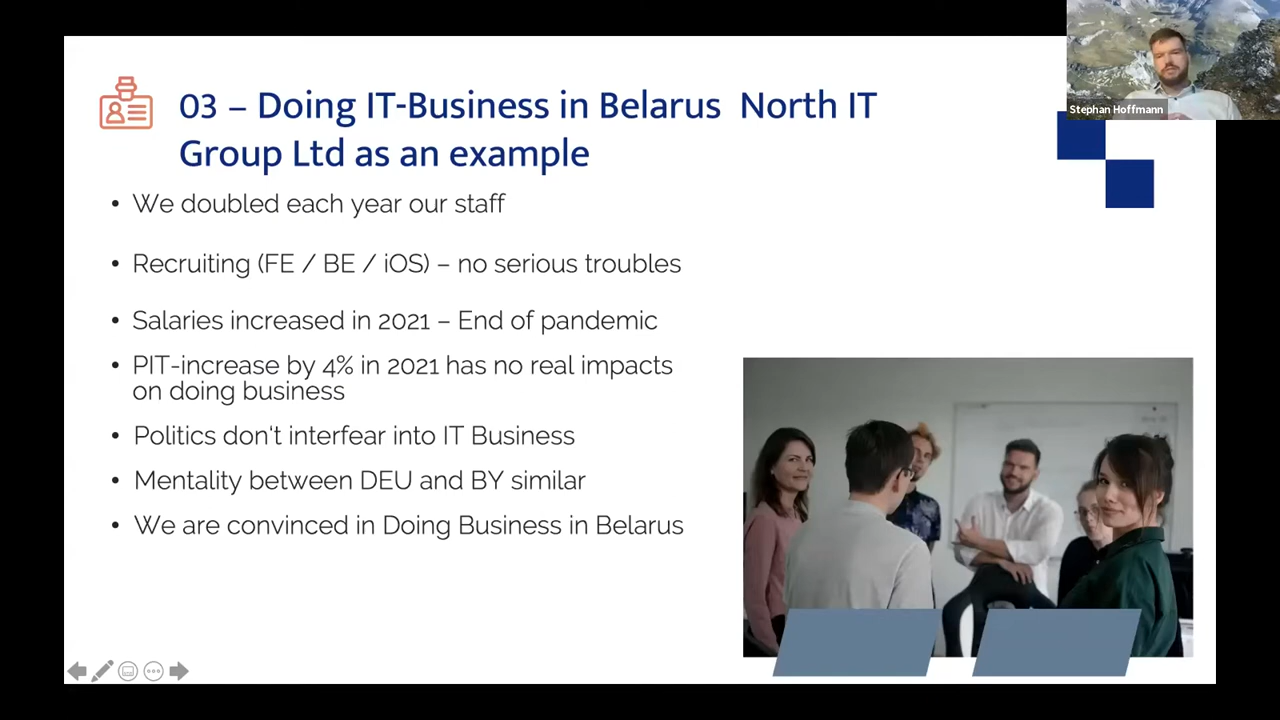 Stephan Hoffmann
03 – Doing IT-Business in Belarus North IT
Group Ltd as an example
• We doubled each year our staff
• Recruiting (FE / BE / iOS) – no serious troubles
• Salaries increased in 2021 – End of pandemic
• PIT-increase by 4% in 2021 has no real impacts
on doing business
• Politics don't interfear into IT Business
• Mentality between DEU and BY similar
• We are convinced in Doing Business in Belarus